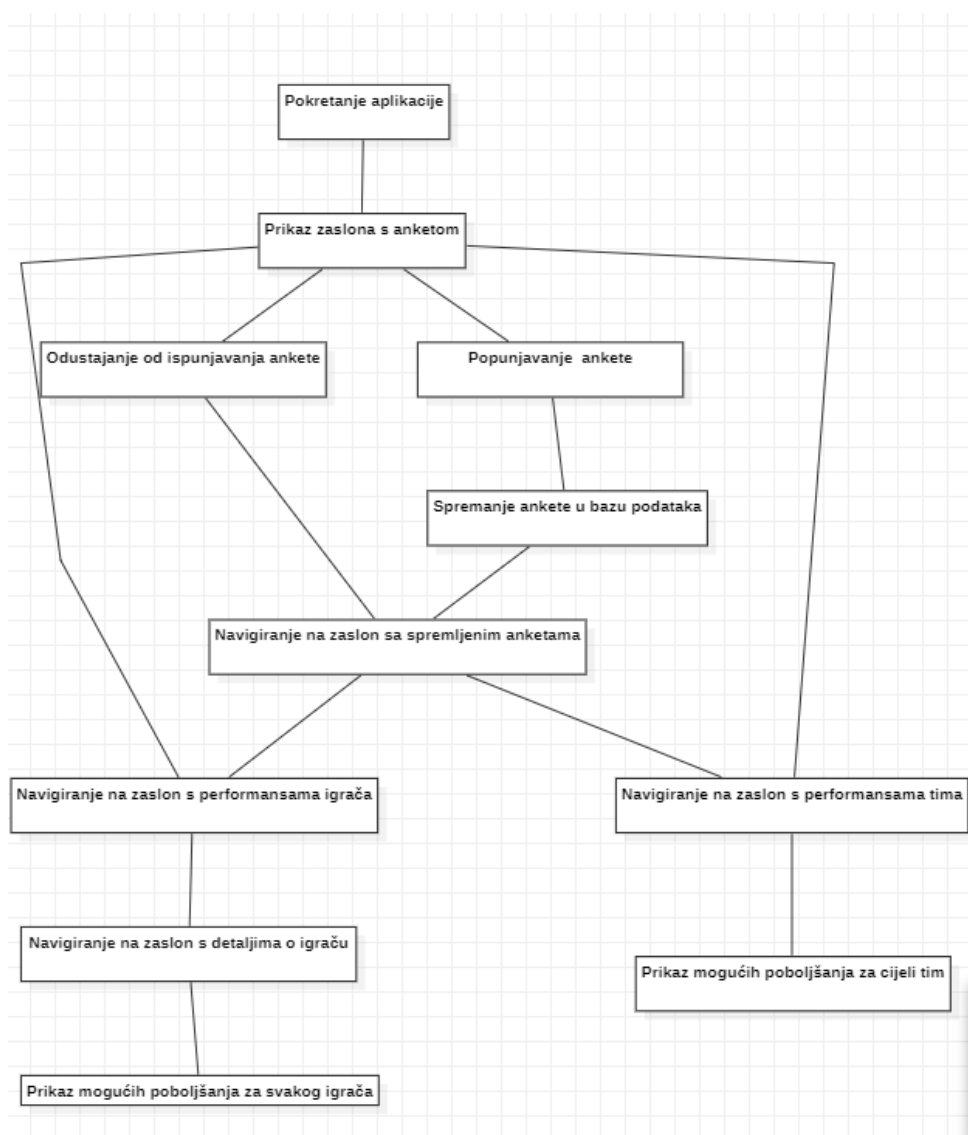 Pokretanje aplikacije
Prikaz zaslona s anketom
Odustajanje od ispunjavanja ankete
Popunjavanje  ankete
Spremanje ankete u bazu podataka
Navigiranje na zaslon sa spremljenim anketama
Navigiranje na zaslon s performansama igrača
Navigiranje na zaslon s performansama tima
Navigiranje na zaslon s detaljima o igraču
Prikaz mogućih poboljšanja za cijeli tim
Prikaz mogućih poboljšanja za svakog igrača